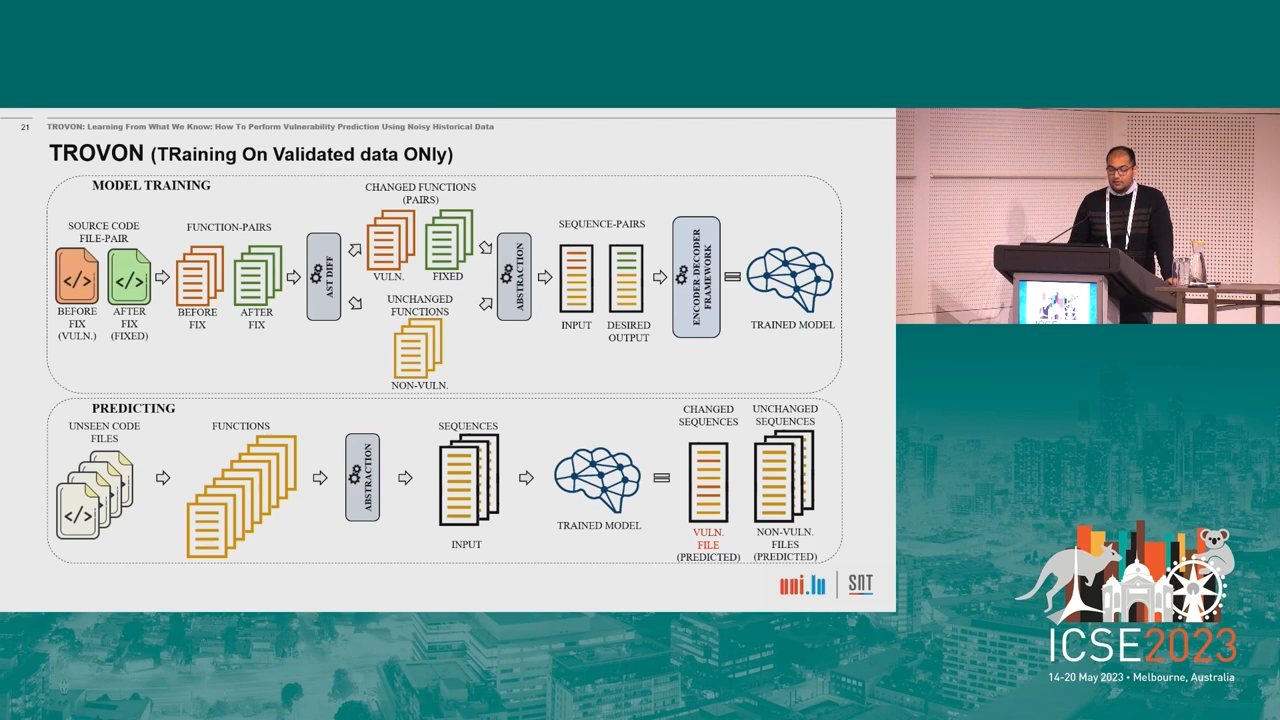 21
TROVON: Learning From What We Know: How To Perform Vulnerability Prediction Using Noisy Historical Data
TROVON (TRaining On Validated data ONly)
MODEL TRAINING
SOURCE CODE
FILE-PAIR
</>
</>
BEFORE
FIX
(VULN.)
AFTER
FIX
(FIXED)
FUNCTION-PAIRS
BEFORE
FIX
AFTER
FIX
AST DIFF
CHANGED FUNCTIONS
(PAIRS)
VULN.
FIXED
UNCHANGED
FUNCTIONS
NON-VULN.
ABSTRACTION
SEQUENCE-PAIRS
INPUT
DESIRED
OUTPUT
ENCODER-DECODER
FRAMEWORK
TRAINED MODEL
PREDICTING
UNSEEN CODE
FILES
</>
FUNCTIONS
ABSTRACTION
SEQUENCES
INPUT
TRAINED MODEL
CHANGED
SEQUENCES
VULN.
FILE
(PREDICTED)
UNCHANGED
SEQUENCES
NON-VULN.
FILES
(PREDICTED)
uni.lu
SNT
ICSE
ICSE2023
14-20 May 2023 • Melbourne, Australia